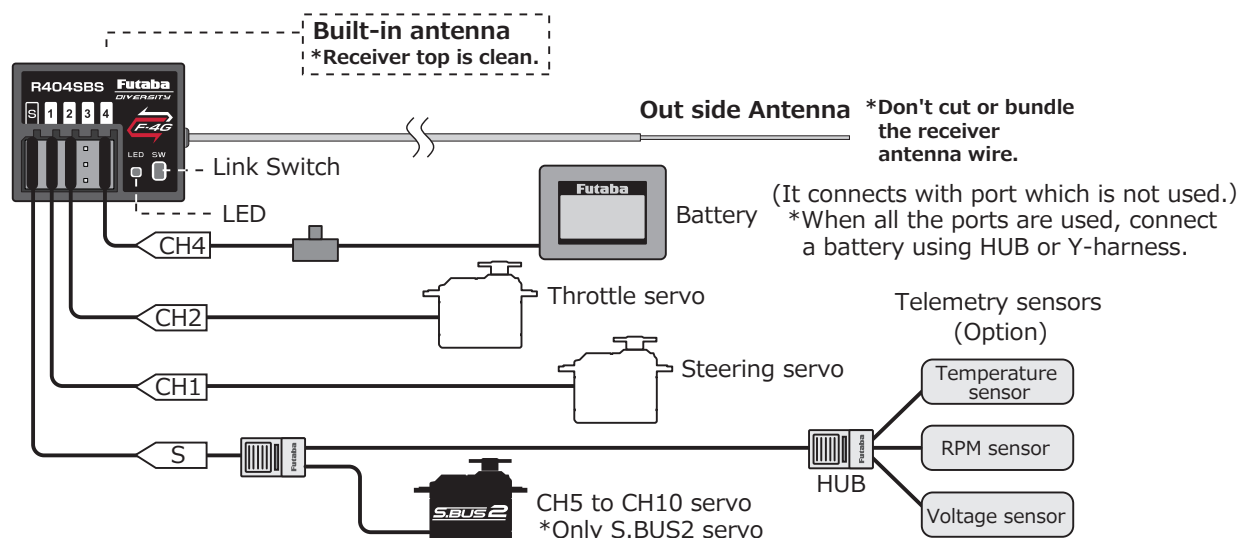 Built-in antenna
*Receiver top is clean.
R404SBS Futaba
DIVERSITY
S 1 2 3 4
F-4G
LED SW
Out side Antenna
*Don't cut or bundle
the receiver
antenna wire.
Link Switch
LED
Futaba
Battery
(It connects with port which is not used.)
*When all the ports are used, connect
a battery using HUB or Y-harness.
CH4
Throttle servo
CH2
Telemetry sensors
(Option)
Steering servo
CH1
Temperature
sensor
S
Futaba
Futaba
HUB
RPM sensor
S.BUS2
CH5 to CH10 servo
*Only S.BUS2 servo
Voltage sensor